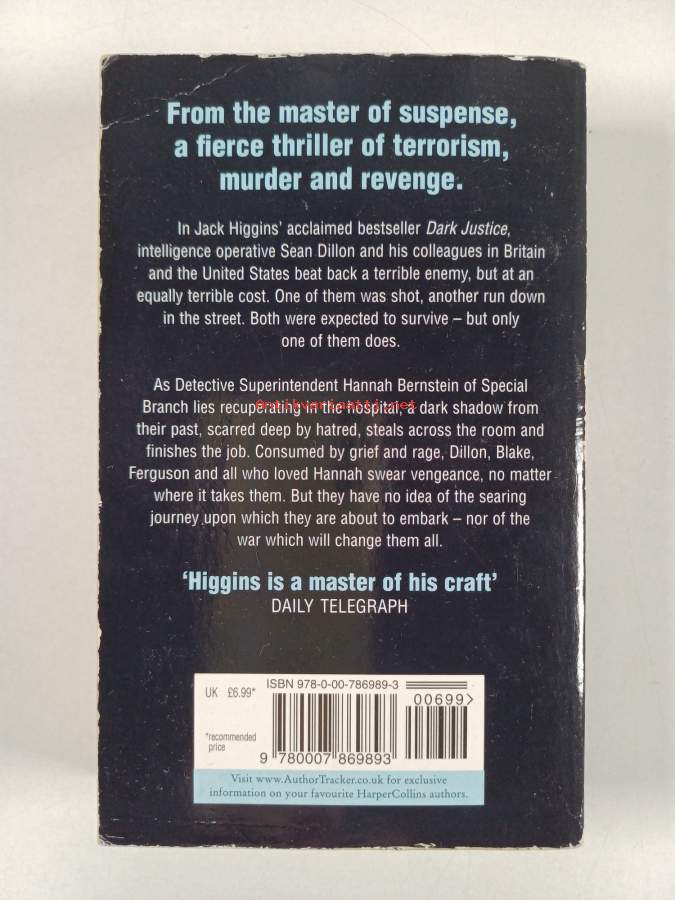 From the master of suspense,
a fierce thriller of terrorism,
murder and revenge.
In Jack Higgins' acclaimed bestseller Dark Justice,
intelligence operative Sean Dillon and his colleagues in Britain
and the United States beat back a terrible enemy, but at an
equally terrible cost. One of them was shot, another run down
in the street. Both were expected to survive – but only
one of them does.
As Detective Superintendent Hannah Bernstein of Special
Branch lies recuperating in the hospital, a dark shadow from
their past, scarred deep by hatred, steals across the room and
finishes the job. Consumed by grief and rage, Dillon, Blake,
Ferguson and all who loved Hannah swear vengeance, no matter
where it takes them. But they have no idea of the searing
journey upon which they are about to embark – nor of the
war which will change them all.
'Higgins is a master of his craft'
DAILY TELEGRAPH
UK £6.99*
*recommended
price
ISBN 978-0-00-786989-3
00699>
9 780007 869893
Visit www.AuthorTracker.co.uk for exclusive
information on your favourite HarperCollins authors.